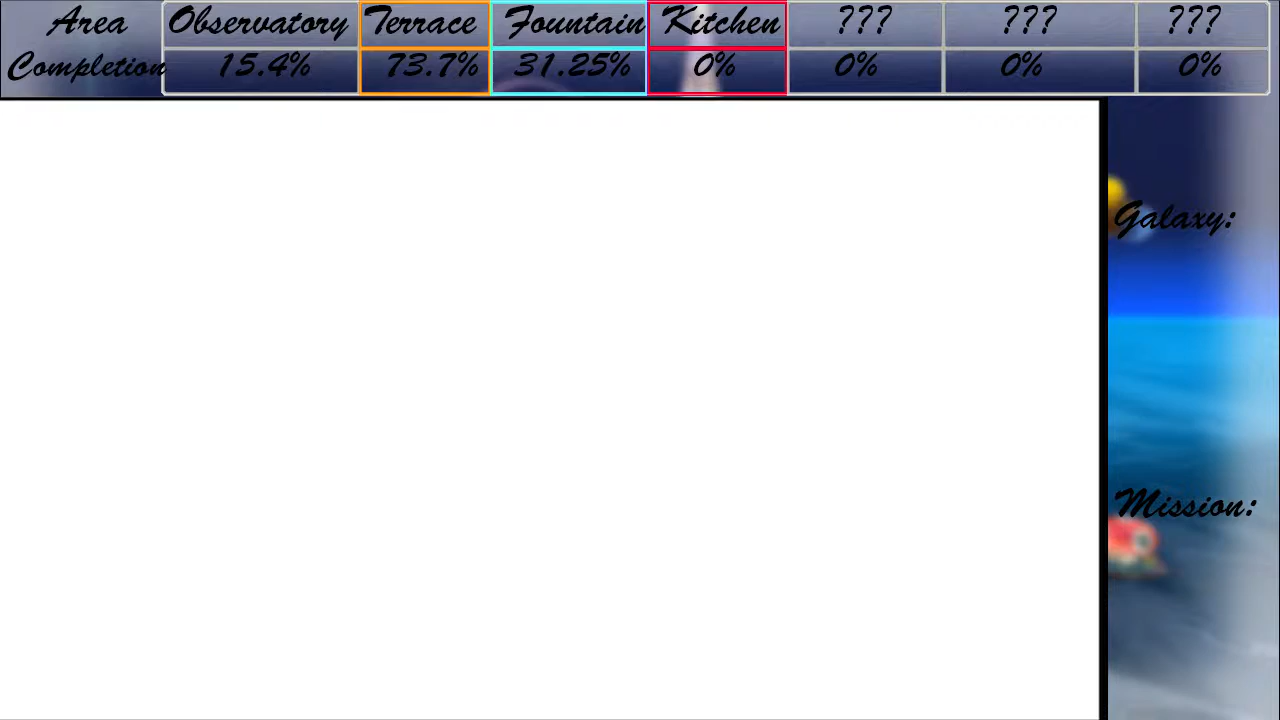 Area Observatory Terrace Fountain Kitchen ??? ??? ???
Completion 15.4% 73.7% 31.25% 0% 0% 0% 0%
Galaxy:
Mission: